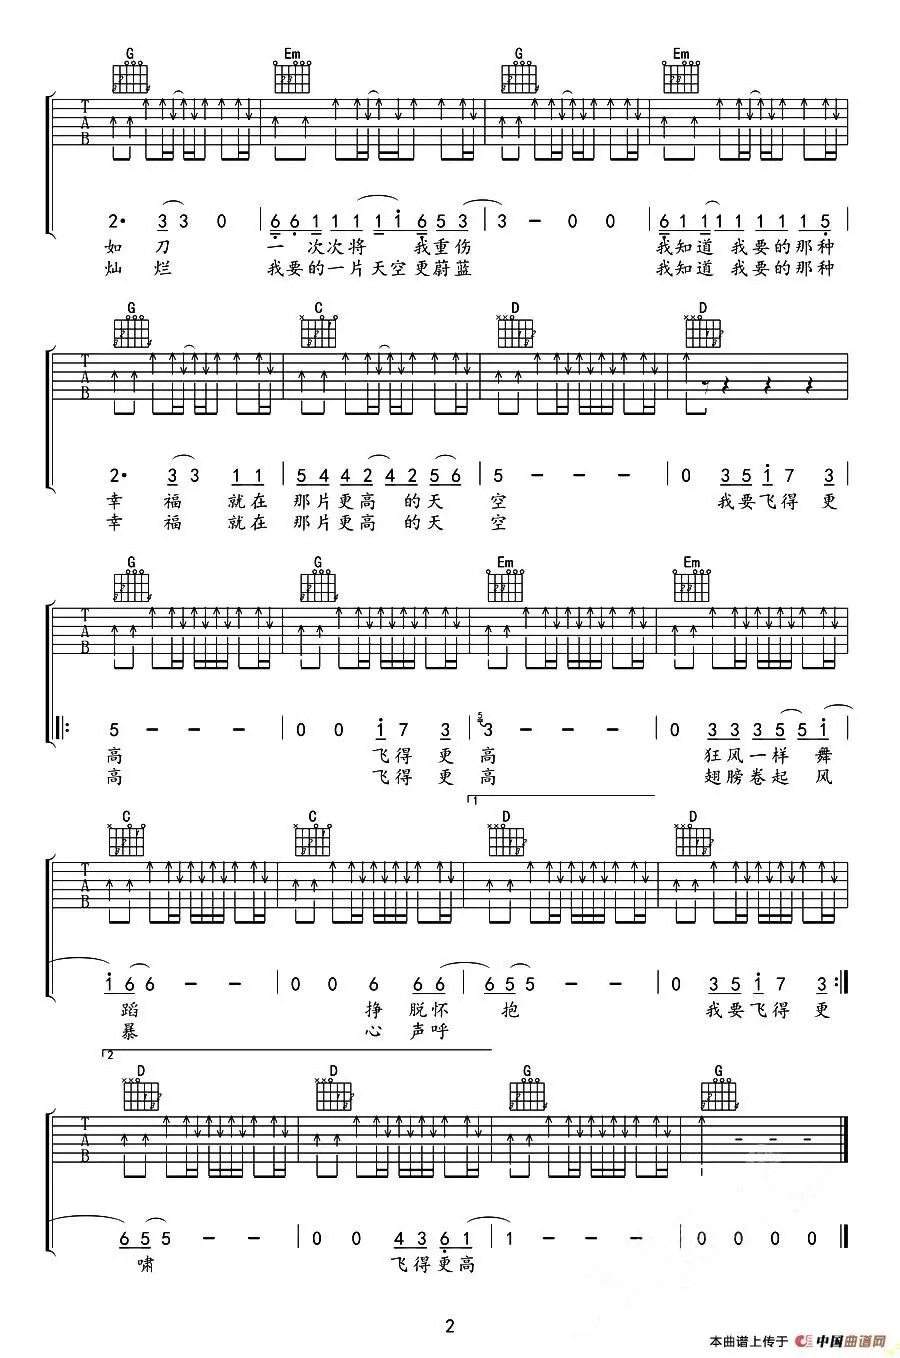 G Em G Em
T A B
2· 3 3 0 | 6 6 1 1 1 1 1 6 5 3 | 3 - 0 0 | 6 1 1 1 1 1 1 1 5
如 刀 一 次次将 我重伤 我知道 我要的那种
灿 烂 我要的一片天空更蔚蓝 我知道 我要的那种
G C D D
T A B
2· 3 3 1 1 | 5 4 4 4 2 4 2 5 6 | 5 - - - | 0 3 5 1 7 3
幸 福 就在 那片更高 的天 空 我要飞得 更
幸 福 就在 那片更高 的天 空
G G Em Em
T A B
5 - - - | 0 0 1 7 3 | 3 - - - | 0 3 3 3 5 5 1
高 飞得 更 高 狂风一样 舞
高 飞得 更 高 翅膀卷起 风
1
C C D D
T A B
1 6 6 - - | 0 0 6 6 6 | 6 5 5 - - | 0 3 5 1 7 3
蹈 挣 脱怀 抱 我要飞得 更
暴 心 声呼
2
D D G G
T A B
6 5 5 - - | 0 0 4 3 6 1 | 1 - - - | 0 0 0 0
啸 飞得更高
2
本曲谱上传于 中国曲谱网